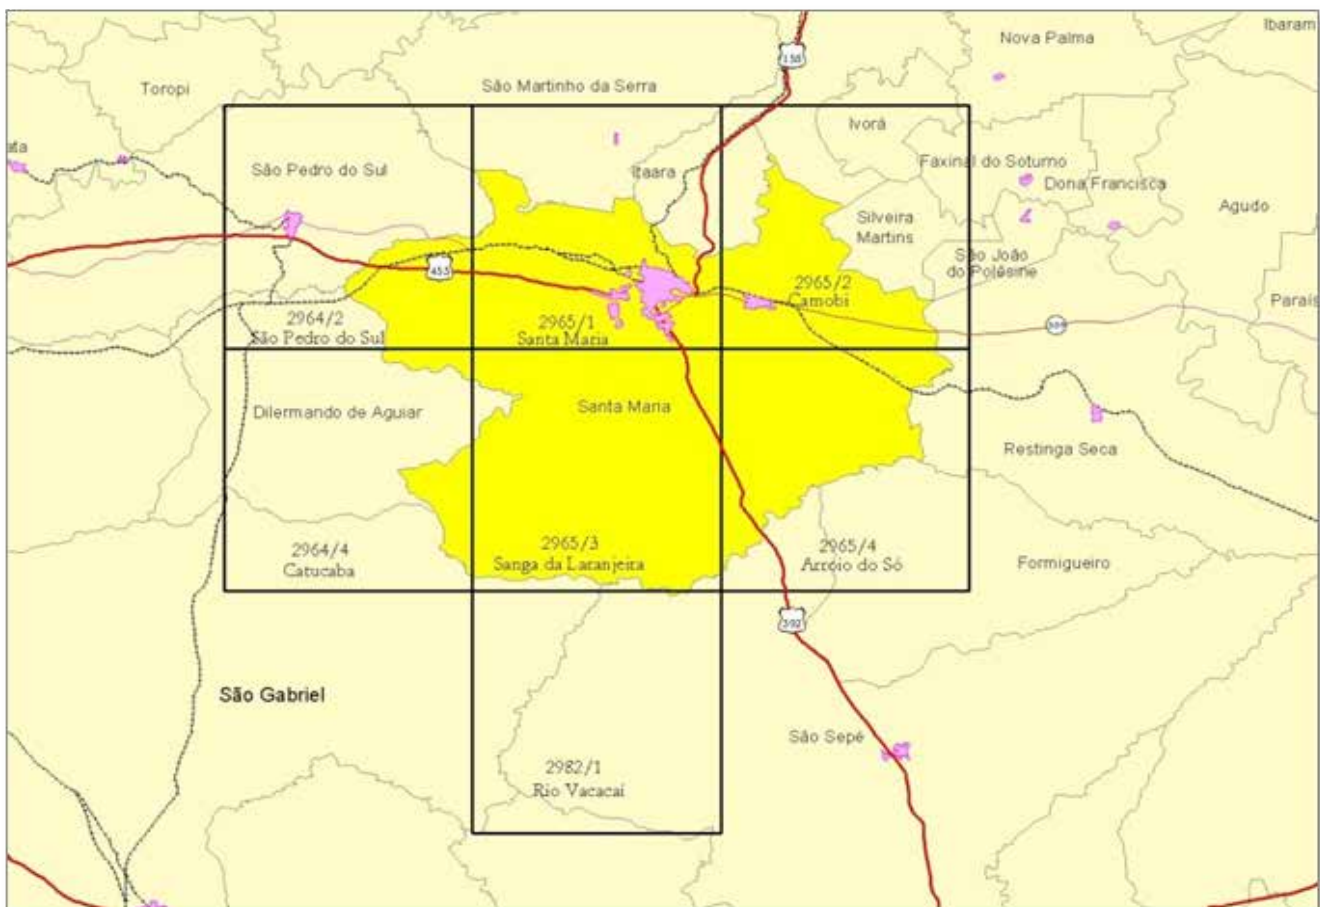 Ibaram
Nova Palma
158
Toropi
São Martinho da Serra
Ivorá
ata
São Pedro do Sul
Itaara
Faxinal do Soturno
Dona Francisca
Agudo
Silveira
Martins
São João
do Polêsine
453
2965/2
Camobi
Paraís
2964/2
São Pedro do Sul
2965/1
Santa Maria
509
Dilermando de Aguiar
Santa Maria
Restinga Seca
2964/4
Catucaba
2965/3
Sanga da Laranjeira
2965/4
Arroio do Só
Formigueiro
392
São Gabriel
São Sepé
2982/1
Rio Vacacaí